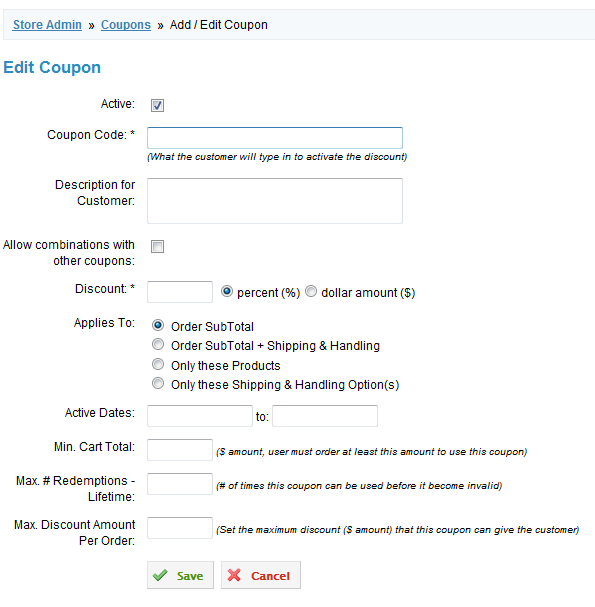 Store Admin » Coupons » Add / Edit Coupon
Edit Coupon
Active:
Coupon Code: *
(What the customer will type in to activate the discount)
Description for
Customer:
Allow combinations with
other coupons:
Discount: * percent (%) dollar amount ($)
Applies To: Order SubTotal
Order SubTotal + Shipping & Handling
Only these Products
Only these Shipping & Handling Option(s)
Active Dates: to:
Min. Cart Total: ($ amount, user must order at least this amount to use this coupon)
Max. # Redemptions -
Lifetime:
(# of times this coupon can be used before it become invalid)
Max. Discount Amount
Per Order:
(Set the maximum discount ($ amount) that this coupon can give the customer)
Save Cancel